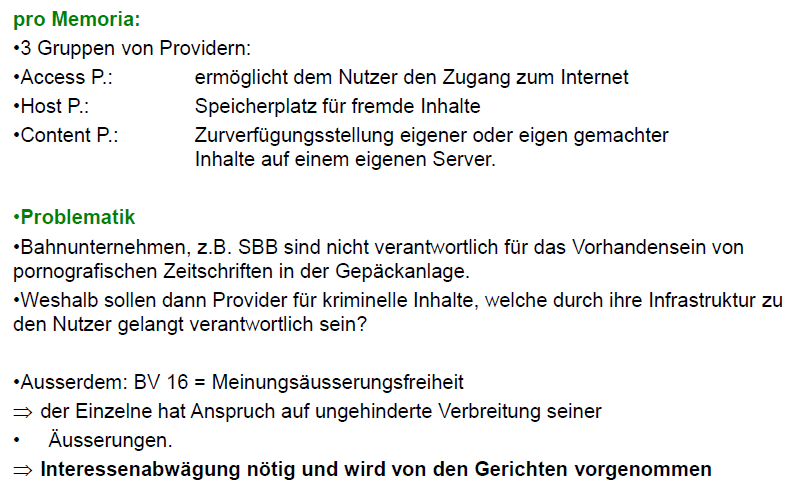 pro Memoria:
•3 Gruppen von Providern:
•Access P.: ermöglicht dem Nutzer den Zugang zum Internet
•Host P.: Speicherplatz für fremde Inhalte
•Content P.: Zurverfügungsstellung eigener oder eigen gemachter
Inhalte auf einem eigenen Server.
•Problematik
•Bahnunternehmen, z.B. SBB sind nicht verantwortlich für das Vorhandensein von
pornografischen Zeitschriften in der Gepäckanlage.
•Weshalb sollen dann Provider für kriminelle Inhalte, welche durch ihre Infrastruktur zu
den Nutzer gelangt verantwortlich sein?
•Ausserdem: BV 16 = Meinungsäusserungsfreiheit
⇒ der Einzelne hat Anspruch auf ungehinderte Verbreitung seiner
• Äusserungen.
⇒ Interessenabwägung nötig und wird von den Gerichten vorgenommen